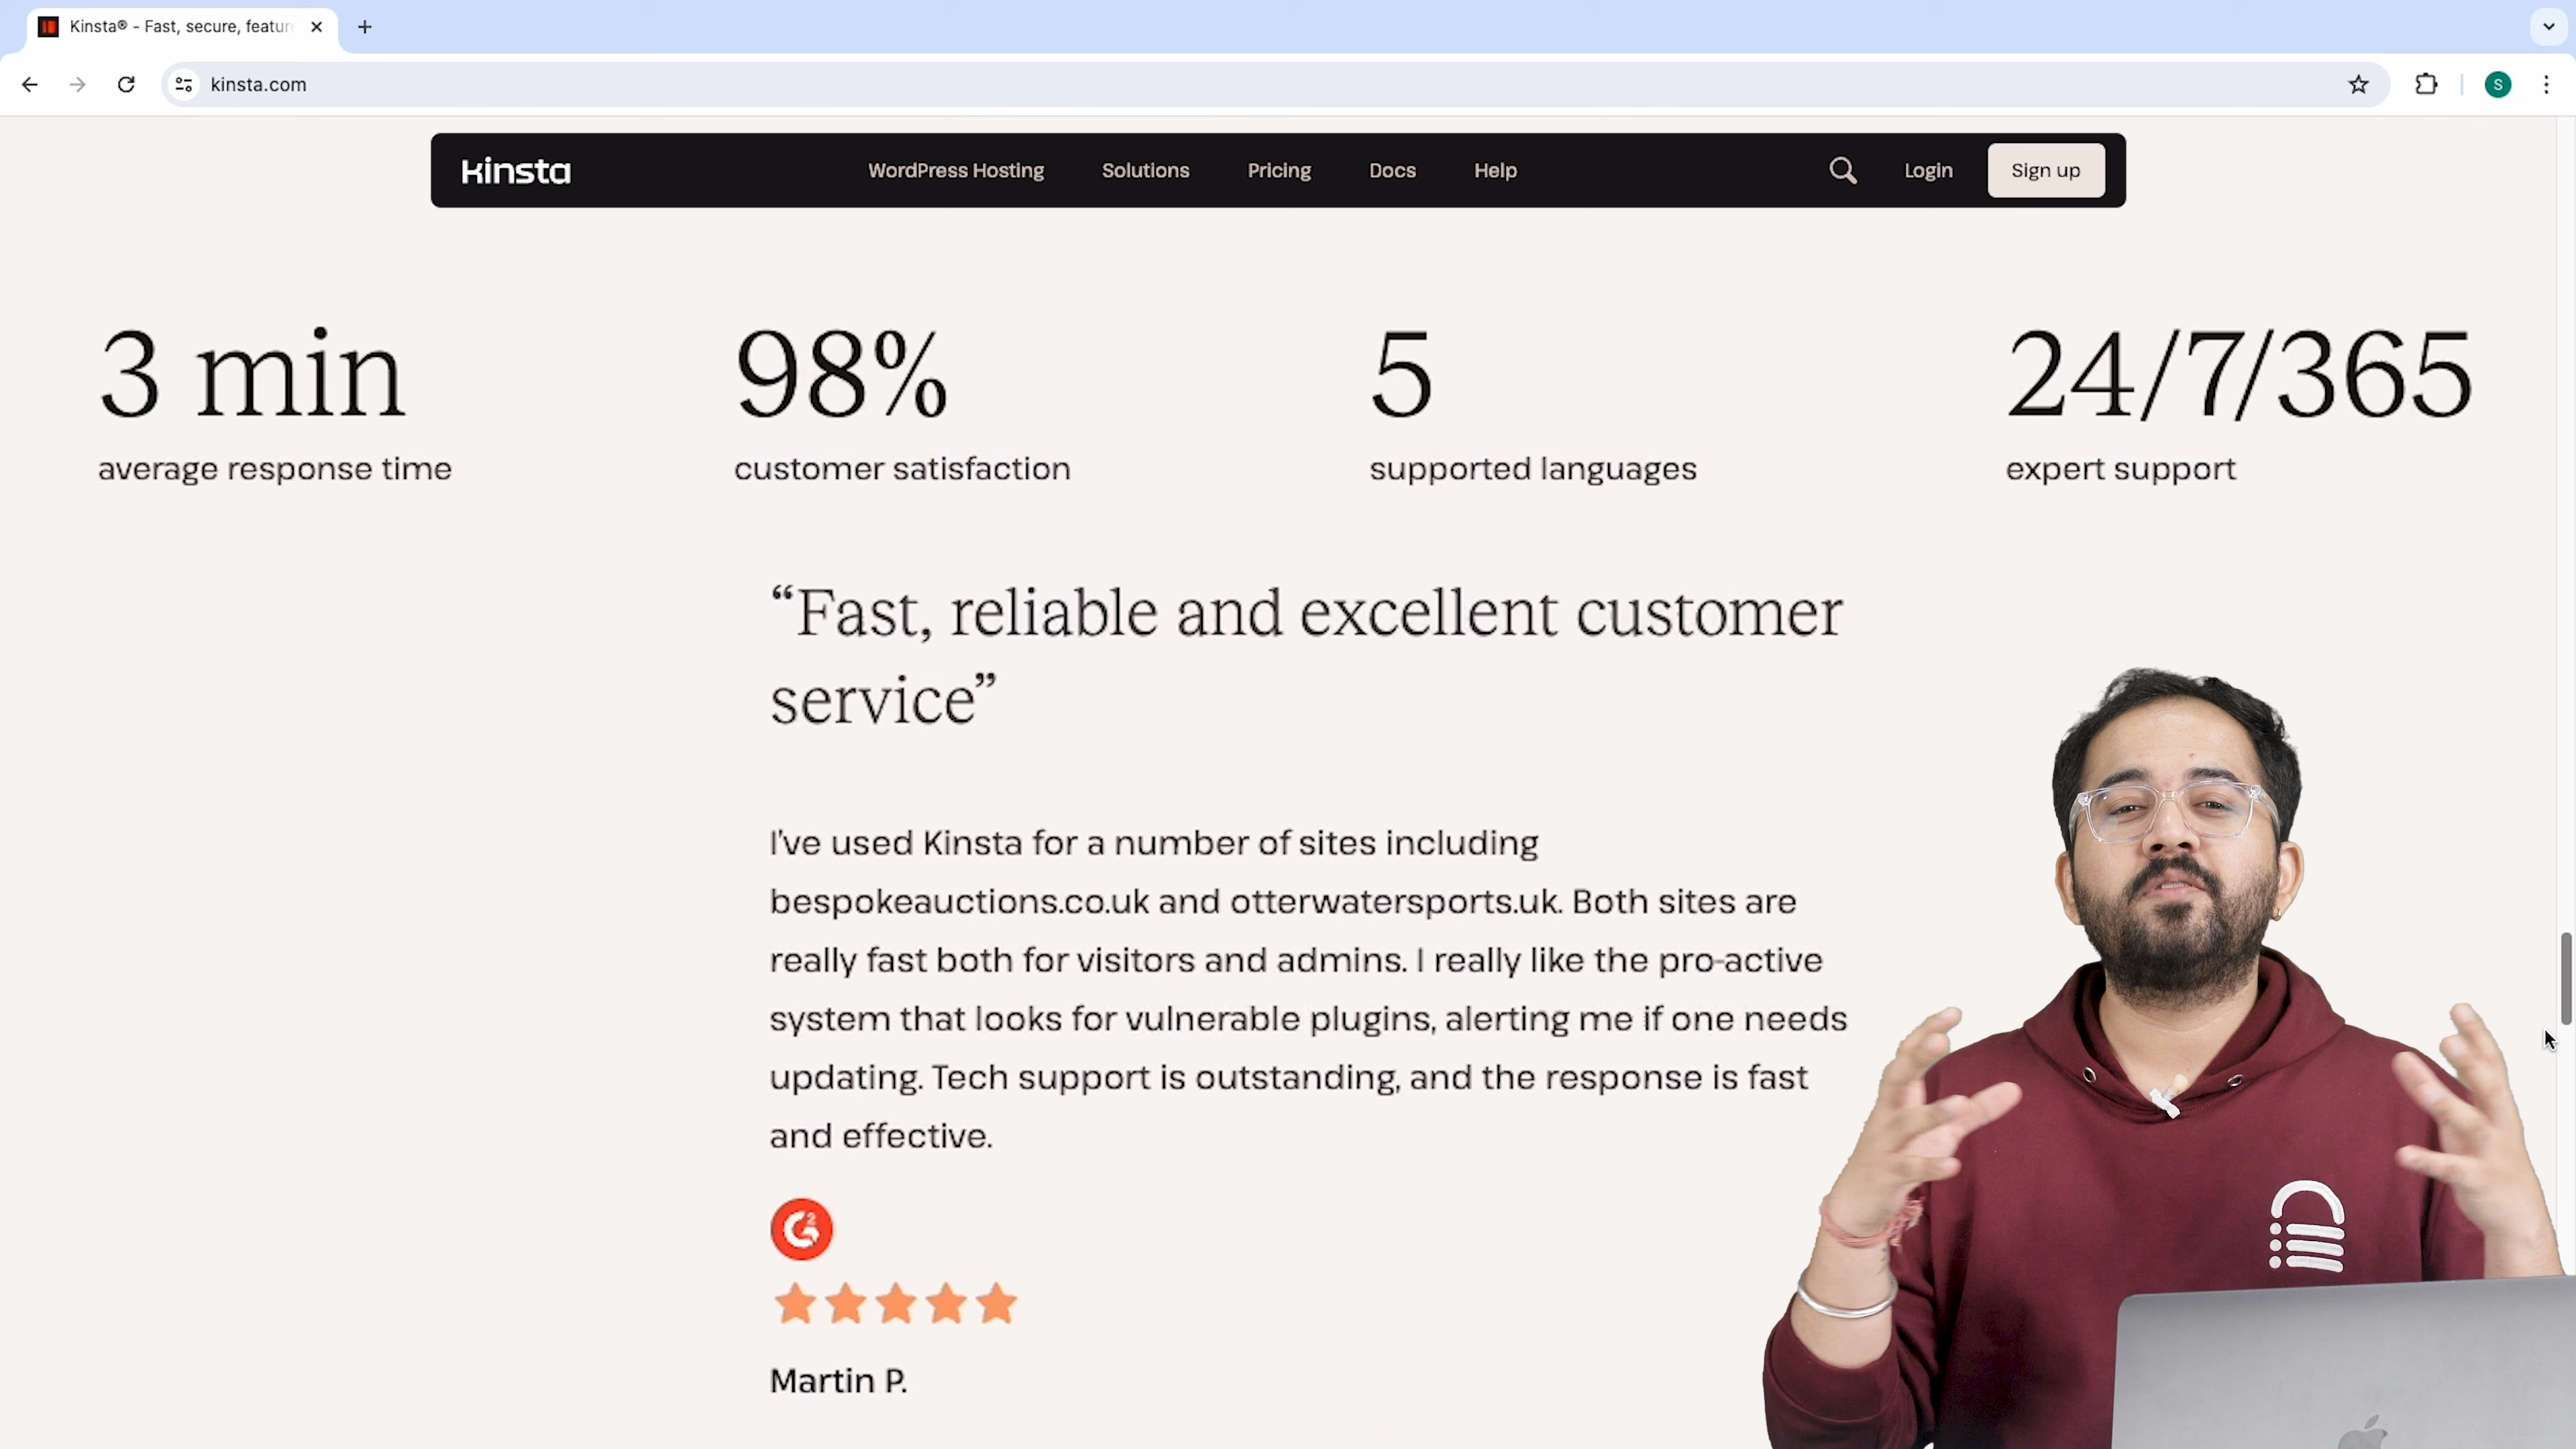 Kinsta® - Fast, secure, featur
kinsta.com
S
Kinsta
WordPress Hosting
Solutions
Pricing
Docs
Help
Login
Sign up
3 min
average response time
98%
customer satisfaction
5
supported languages
24/7/365
expert support
“Fast, reliable and excellent customer
service”
I’ve used Kinsta for a number of sites including
bespokeauctions.co.uk and otterwatersports.uk. Both sites are
really fast both for visitors and admins. I really like the pro-active
system that looks for vulnerable plugins, alerting me if one needs
updating. Tech support is outstanding, and the response is fast
and effective.
G2
Martin P.